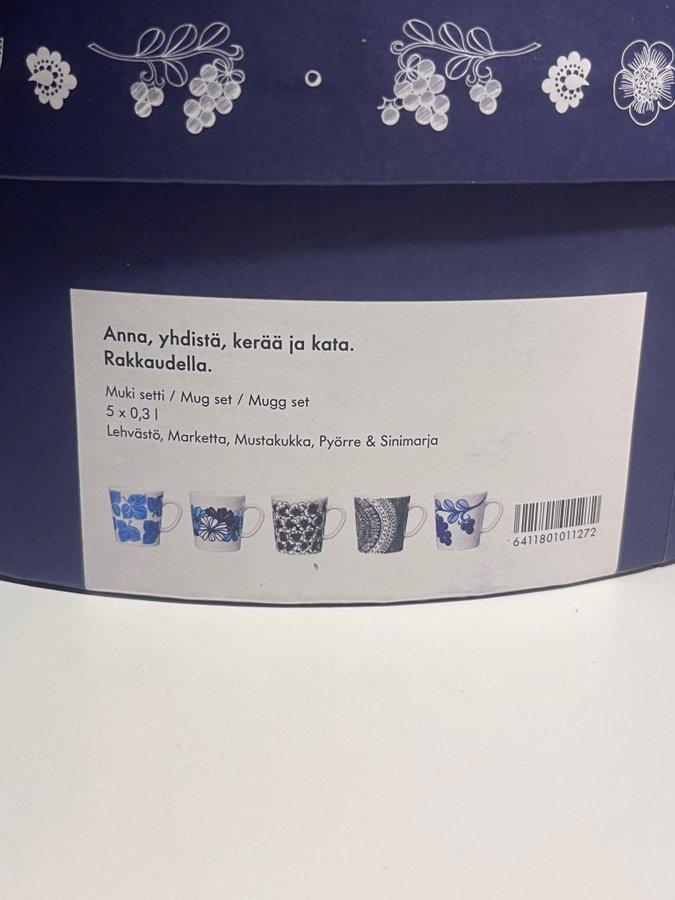 Anna, yhdistä, kerää ja kata.
Rakkaudella.
Muki setti / Mug set / Mugg set
5 x 0,3 l
Lehvästö, Marketta, Mustakukka, Pyörre & Sinimarja
6411801011272